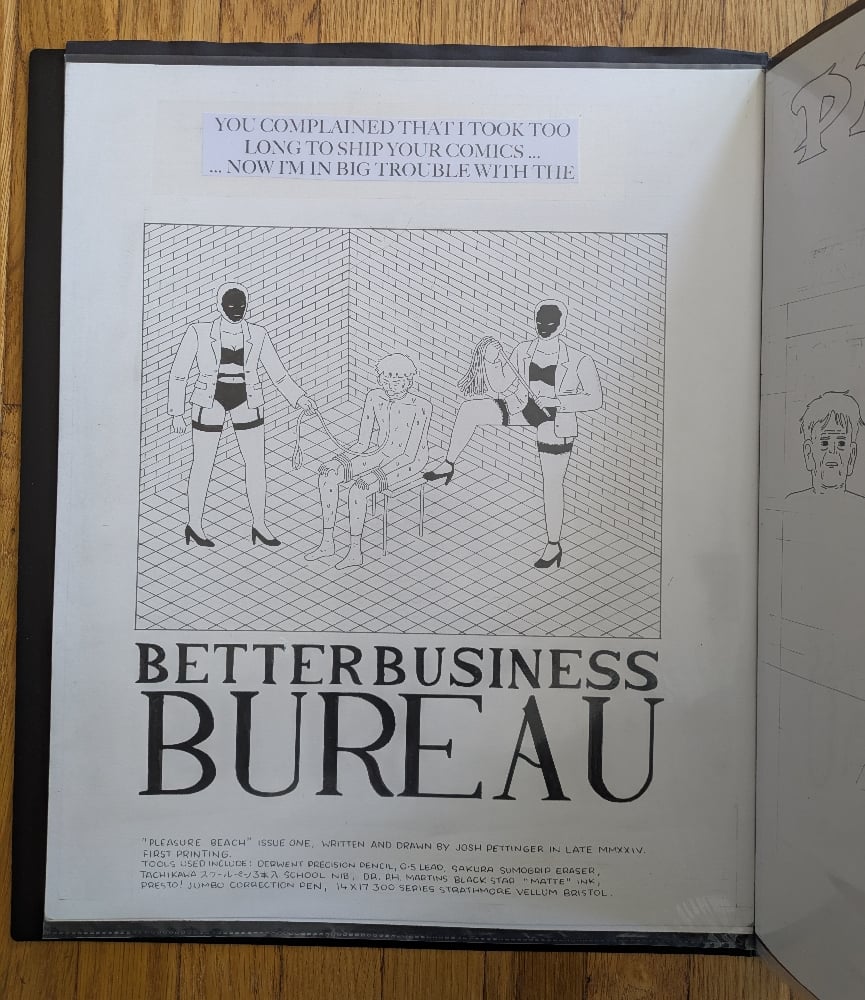 YOU COMPLAINED THAT I TOOK TOO
LONG TO SHIP YOUR COMICS ...
... NOW I'M IN BIG TROUBLE WITH THE
BETTER BUSINESS
BUREAU
"PLEASURE BEACH" ISSUE ONE, WRITTEN AND DRAWN BY JOSH PETTINGER IN LATE MMXXIV.
FIRST PRINTING.
TOOLS USED INCLUDE: DERWENT PRECISION PENCIL, 0.5 LEAD, SAKURA SUMOGRIP ERASER,
TACHIKAWA スクールペン3本入 SCHOOL NIB, DR. PH. MARTINS BLACK STAR "MATTE" INK,
PRESTO! JUMBO CORRECTION PEN, 14X17 300 SERIES STRATHMORE VELLUM BRISTOL.